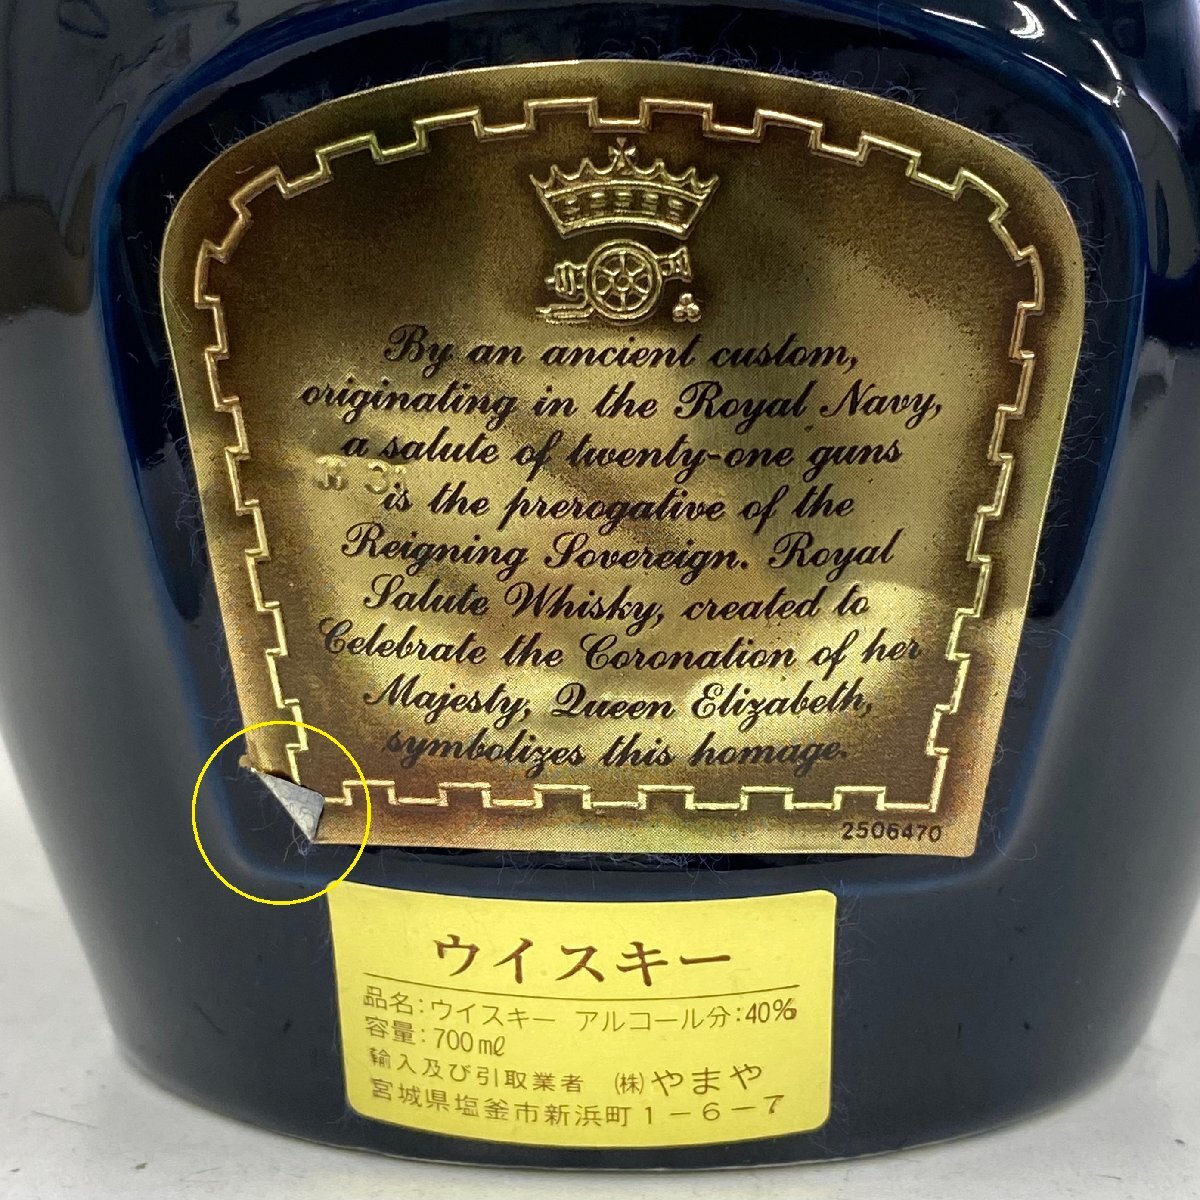 By an ancient custom,
originating in the Royal Navy,
a salute of twenty-one guns
is the prerogative of the
Reigning Sovereign. Royal
Salute Whisky, created to
Celebrate the Coronation of her
Majesty, Queen Elizabeth,
symbolizes this homage.
2506470
ウイスキー
品名:ウイスキー アルコール分:40%
容量:700ml
輸入及び引取業者 (株)やまや
宮城県塩釜市新浜町1-6-7